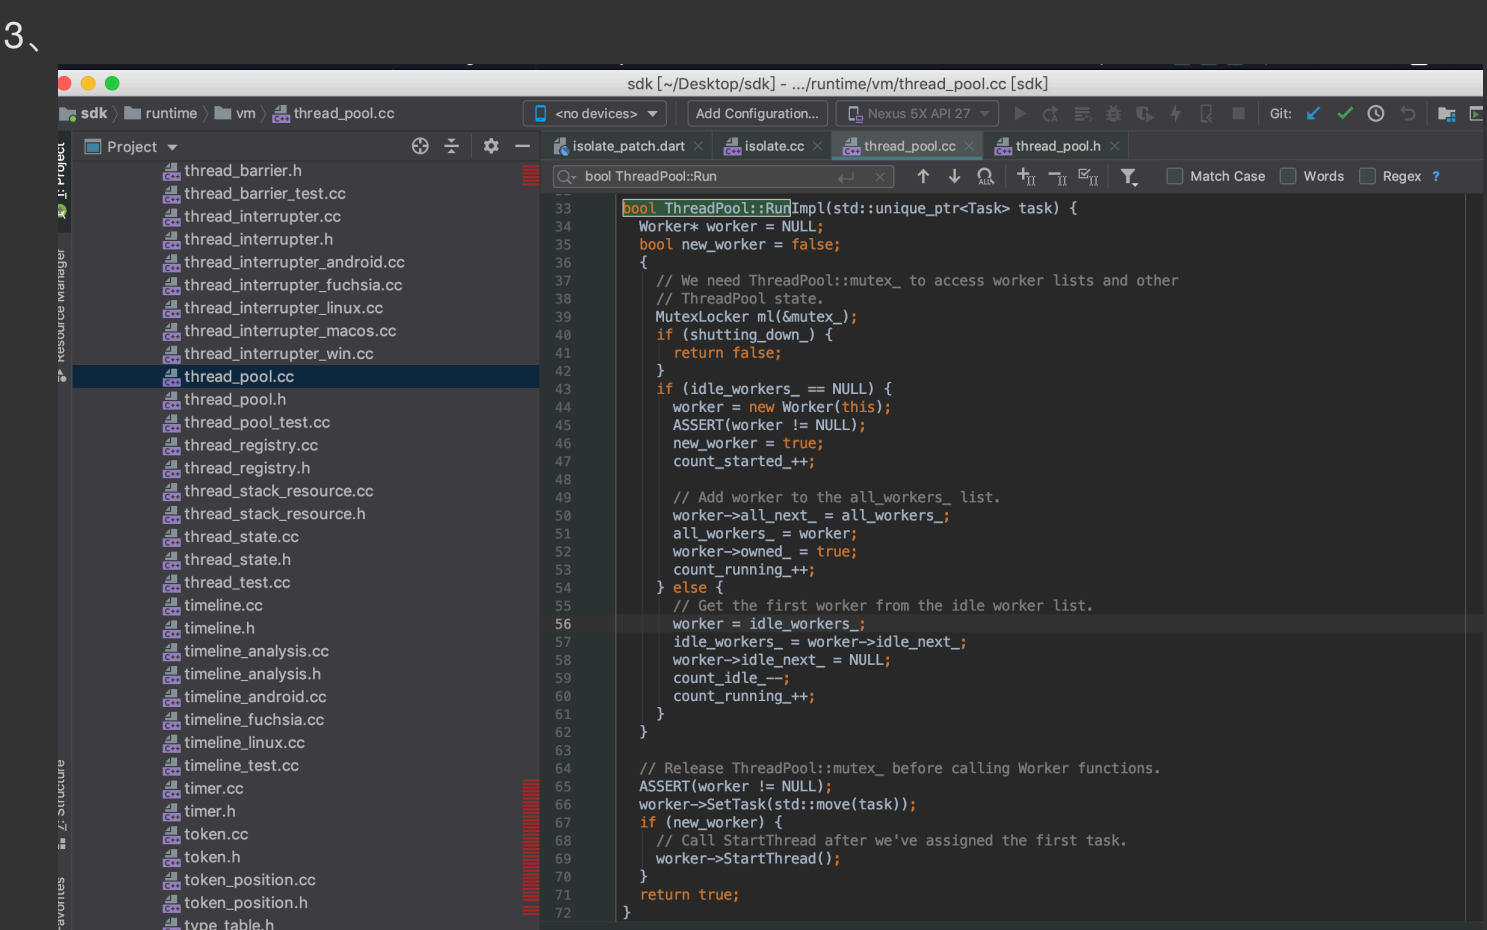 3、
sdk [~/Desktop/sdk] - .../runtime/vm/thread_pool.cc [sdk]
sdk runtime vm thread_pool.cc <no devices> Add Configuration... Nexus 5X API 27 Git:
Project
isolate_patch.dart isolate.cc thread_pool.cc thread_pool.h
bool ThreadPool::Run Match Case Words Regex ?
1: Project
Resource Manager
7: Structure
thread_barrier.h
thread_barrier_test.cc
thread_interrupter.cc
thread_interrupter.h
thread_interrupter_android.cc
thread_interrupter_fuchsia.cc
thread_interrupter_linux.cc
thread_interrupter_macos.cc
thread_interrupter_win.cc
thread_pool.cc
thread_pool.h
thread_pool_test.cc
thread_registry.cc
thread_registry.h
thread_stack_resource.cc
thread_stack_resource.h
thread_state.cc
thread_state.h
thread_test.cc
timeline.cc
timeline.h
timeline_analysis.cc
timeline_analysis.h
timeline_android.cc
timeline_fuchsia.cc
timeline_linux.cc
timeline_test.cc
timer.cc
timer.h
token.cc
token.h
token_position.cc
token_position.h
type_table.h
33 bool ThreadPool::RunImpl(std::unique_ptr<Task> task) {
34 Worker* worker = NULL;
35 bool new_worker = false;
36 {
37 // We need ThreadPool::mutex_ to access worker lists and other
38 // ThreadPool state.
39 MutexLocker ml(&mutex_);
40 if (shutting_down_) {
41 return false;
42 }
43 if (idle_workers_ == NULL) {
44 worker = new Worker(this);
45 ASSERT(worker != NULL);
46 new_worker = true;
47 count_started_++;
48
49 // Add worker to the all_workers_ list.
50 worker->all_next_ = all_workers_;
51 all_workers_ = worker;
52 worker->owned_ = true;
53 count_running_++;
54 } else {
55 // Get the first worker from the idle worker list.
56 worker = idle_workers_;
57 idle_workers_ = worker->idle_next_;
58 worker->idle_next_ = NULL;
59 count_idle_--;
60 count_running_++;
61 }
62 }
63
64 // Release ThreadPool::mutex_ before calling Worker functions.
65 ASSERT(worker != NULL);
66 worker->SetTask(std::move(task));
67 if (new_worker) {
68 // Call StartThread after we've assigned the first task.
69 worker->StartThread();
70 }
71 return true;
72 }